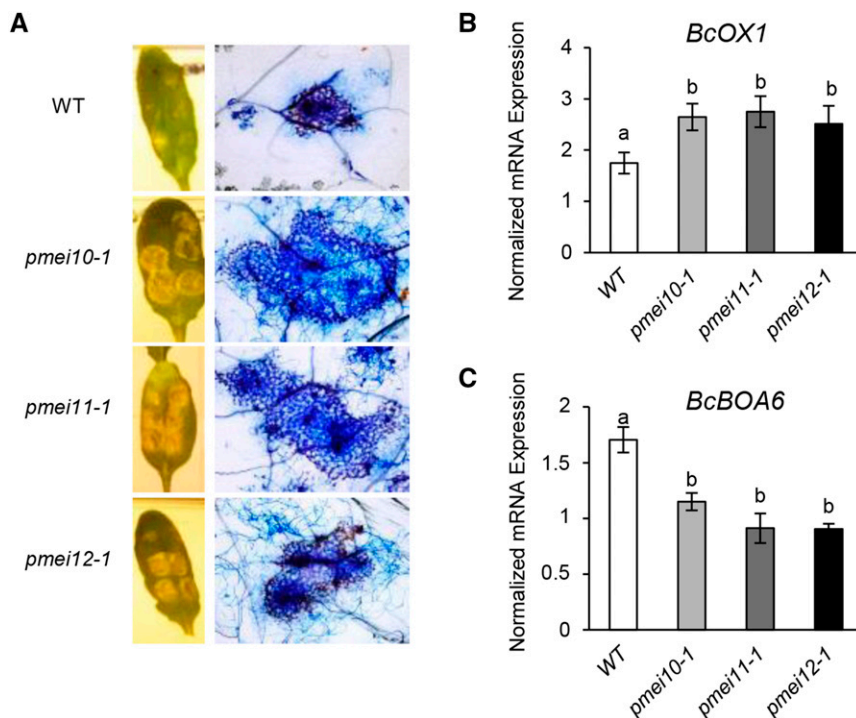 A
WT
pmei10-1
pmei11-1
pmei12-1
B
BcOX1
Normalized mRNA Expression
4
3
2
1
0
a
b
b
b
WT
pmei10-1
pmei11-1
pmei12-1
C
BcBOA6
Normalized mRNA Expression
2
1.5
1
0.5
0
a
b
b
b
WT
pmei10-1
pmei11-1
pmei12-1